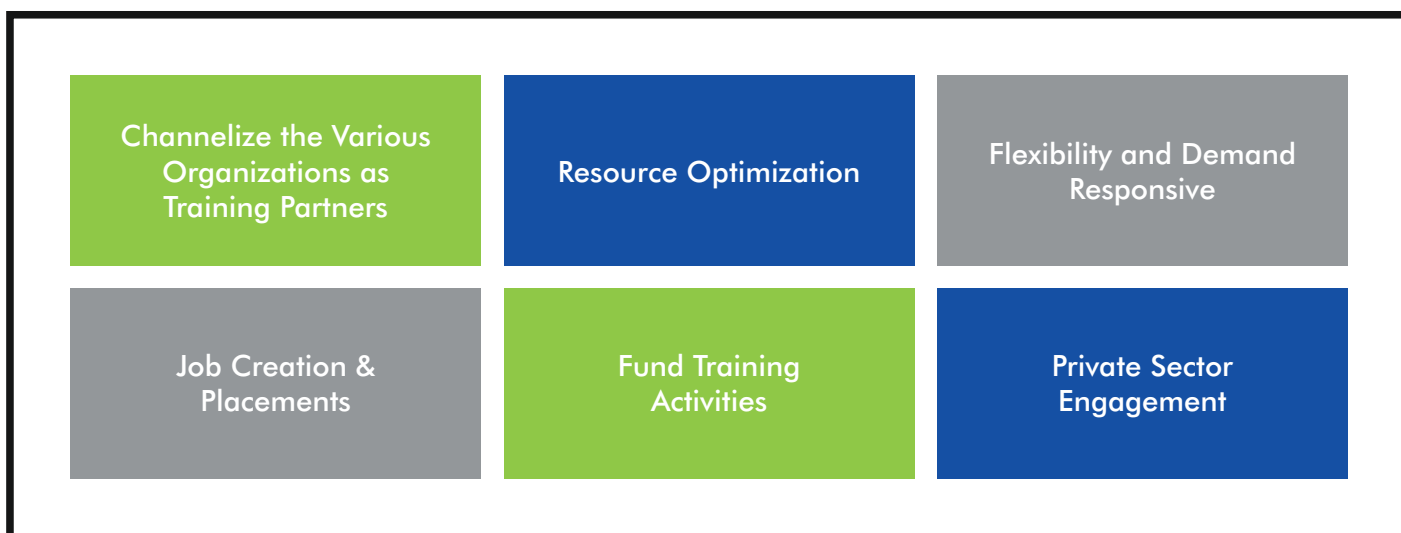 Channelize the Various
Organizations as
Training Partners
Resource Optimization
Flexibility and Demand
Responsive
Job Creation &
Placements
Fund Training
Activities
Private Sector
Engagement